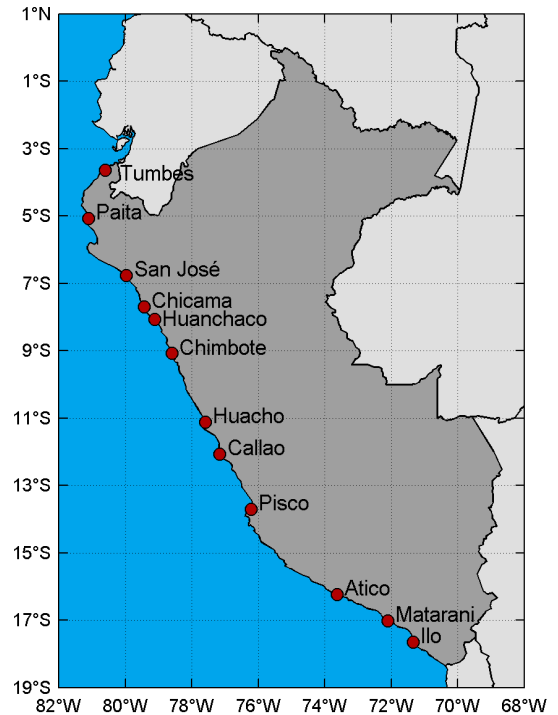 1°N
1°S
3°S
Tumbes
5°S
Paita
San José
7°S
Chicama
Huanchaco
Chimbote
9°S
11°S
Huacho
Callao
13°S
Pisco
15°S
Atico
17°S
Matarani
Ilo
19°S
82°W 80°W 78°W 76°W 74°W 72°W 70°W 68°W